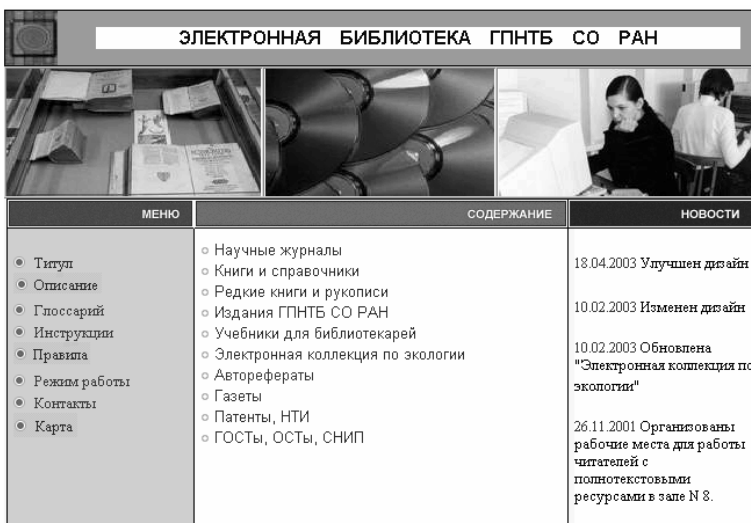 ЭЛЕКТРОННАЯ БИБЛИОТЕКА ГПНТБ СО РАН
МЕНЮ
Титул
Описание
Глоссарий
Инструкции
Правила
Режим работы
Контакты
Карта
СОДЕРЖАНИЕ
Научные журналы
Книги и справочники
Редкие книги и рукописи
Издания ГПНТБ СО РАН
Учебники для библиотекарей
Электронная коллекция по экологии
Авторефераты
Газеты
Патенты, НТИ
ГОСТы, ОСТы, СНИП
НОВОСТИ
18.04.2003 Улучшен дизайн
10.02.2003 Изменен дизайн
10.02.2003 Обновлена
"Электронная коллекция по
экологии"
26.11.2001 Организованы
рабочие места для работы
читателей с
полнотекстовыми
ресурсами в зале N 8.